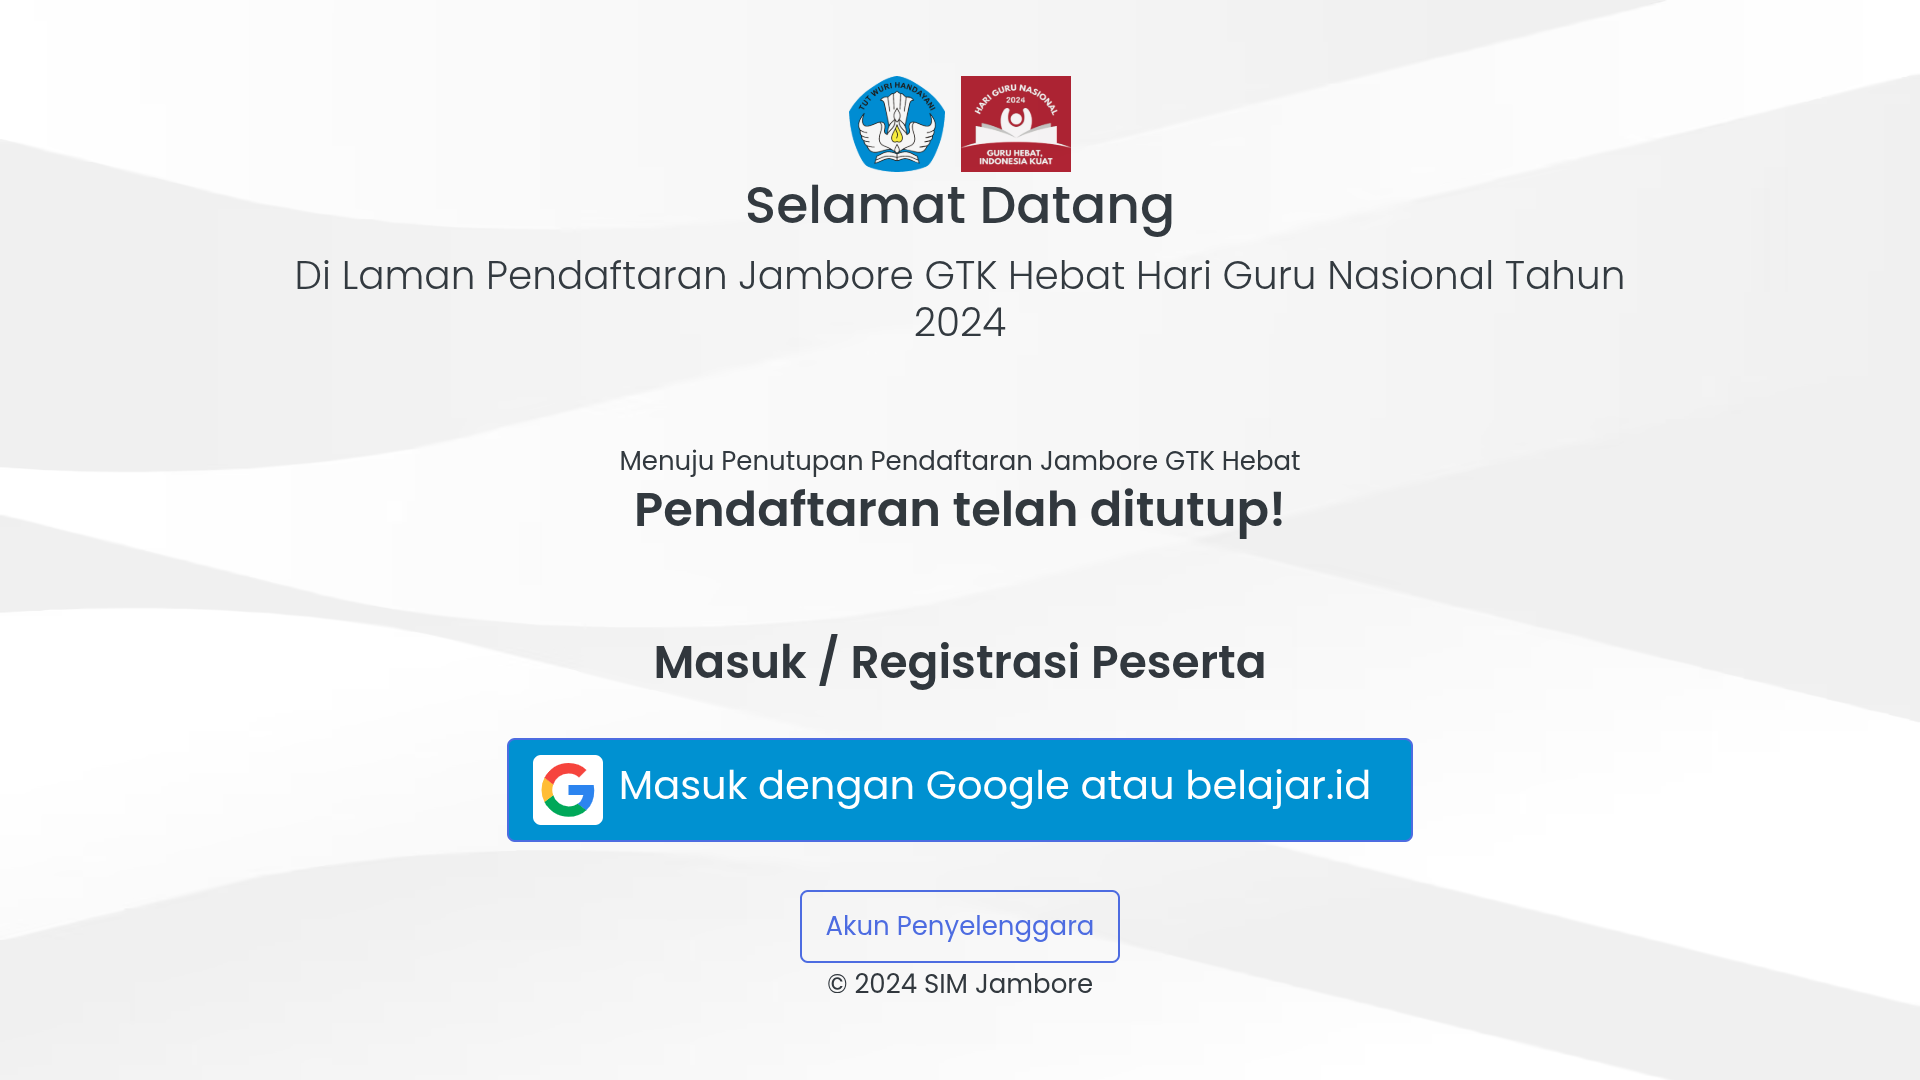 TUT WURI HANDAYANI
HARI GURU NASIONAL
2024
GURU HEBAT,
INDONESIA KUAT
Selamat Datang
Di Laman Pendaftaran Jambore GTK Hebat Hari Guru Nasional Tahun
2024
Menuju Penutupan Pendaftaran Jambore GTK Hebat
Pendaftaran telah ditutup!
Masuk / Registrasi Peserta
Masuk dengan Google atau belajar.id
Akun Penyelenggara
© 2024 SIM Jambore